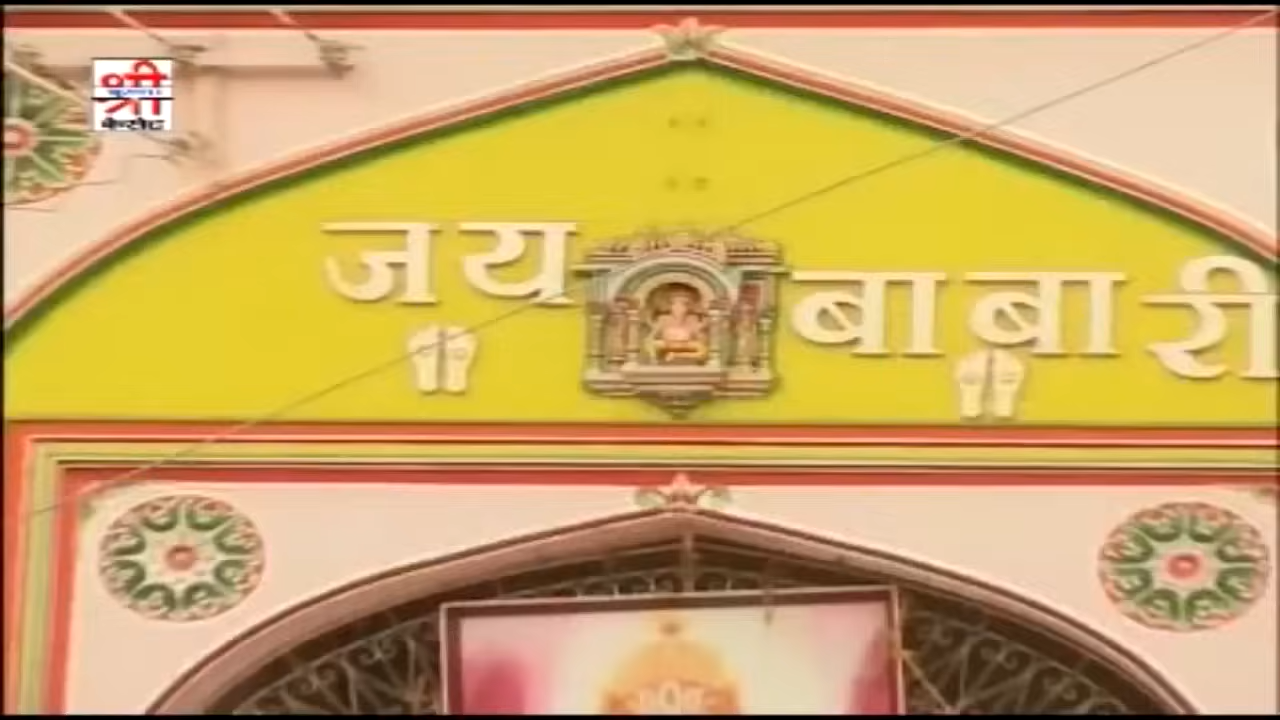 श्री
कैसेट
जय बाबा री